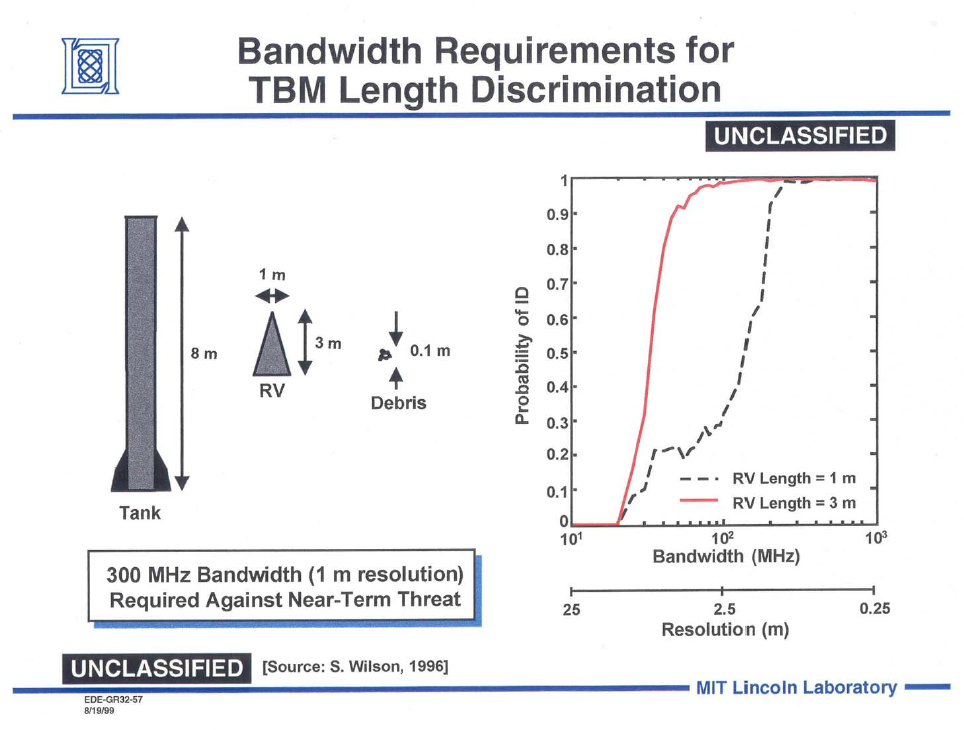 Bandwidth Requirements for
TBM Length Discrimination
UNCLASSIFIED
1 m
8 m
3 m
0.1 m
RV
Debris
Tank
300 MHz Bandwidth (1 m resolution)
Required Against Near-Term Threat
Probability of ID
1
0.9
0.8
0.7
0.6
0.5
0.4
0.3
0.2
0.1
0
RV Length = 1 m
RV Length = 3 m
10¹
10²
10³
Bandwidth (MHz)
25
2.5
0.25
Resolution (m)
UNCLASSIFIED
[Source: S. Wilson, 1996]
MIT Lincoln Laboratory
EDE-GR32-57
8/19/99